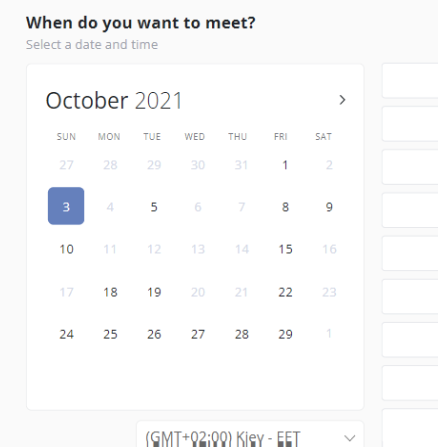 When do you want to meet?
Select a date and time
October 2021
SUN MON TUE WED THU FRI SAT
27 28 29 30 31 1 2
3 4 5 6 7 8 9
10 11 12 13 14 15 16
17 18 19 20 21 22 23
24 25 26 27 28 29 1
(GMT+02:00) Kiev - EET